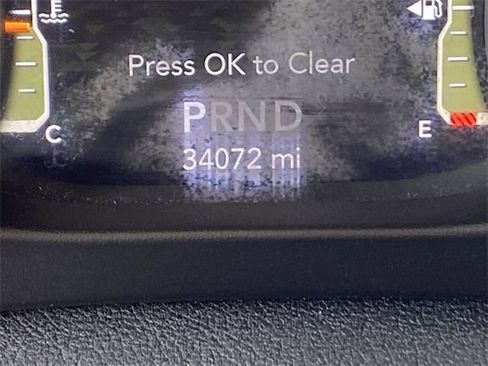 Press OK to Clear
PRND
C
E
34072 mi